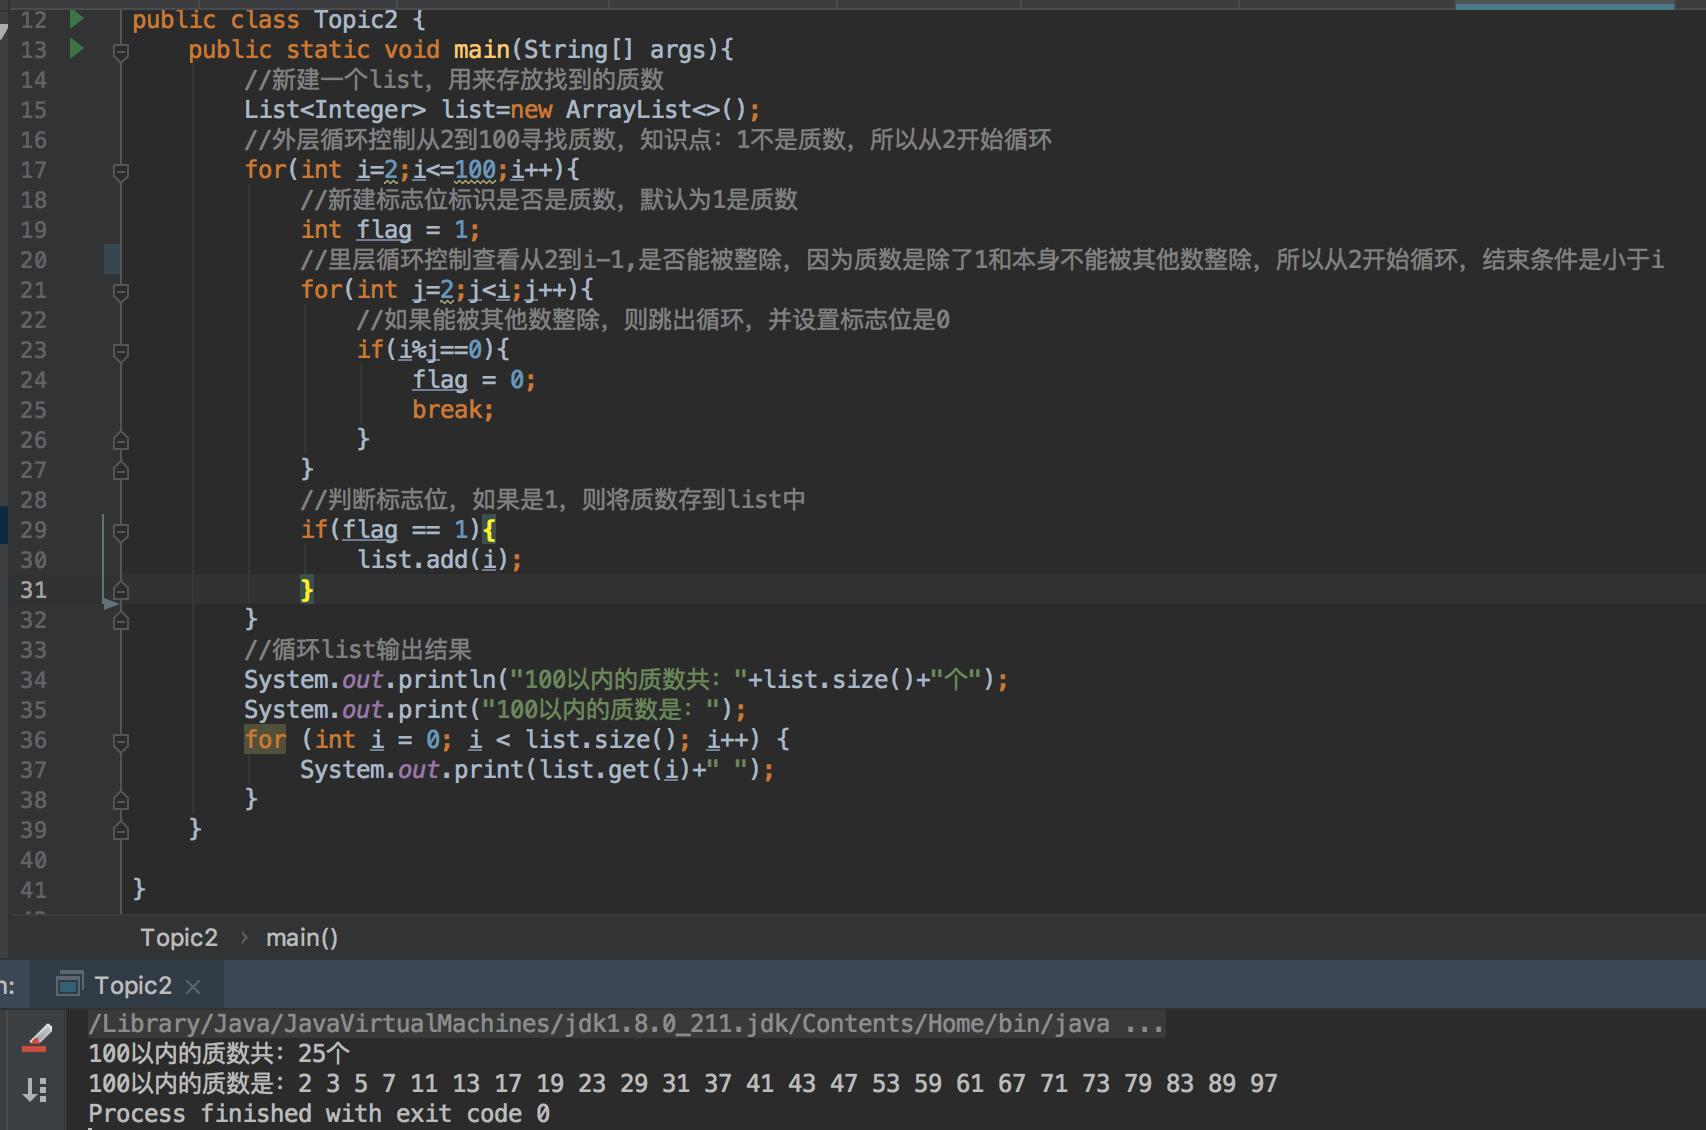 12 public class Topic2 {
13 public static void main(String[] args){
14 //新建一个list，用来存放找到的质数
15 List<Integer> list=new ArrayList<>();
16 //外层循环控制从2到100寻找质数，知识点：1不是质数，所以从2开始循环
17 for(int i=2;i<=100;i++){
18 //新建标志位标识是否是质数，默认为1是质数
19 int flag = 1;
20 //里层循环控制查看从2到i-1,是否能被整除，因为质数是除了1和本身不能被其他数整除，所以从2开始循环，结束条件是小于i
21 for(int j=2;j<i;j++){
22 //如果能被其他数整除，则跳出循环，并设置标志位是0
23 if(i%j==0){
24 flag = 0;
25 break;
26 }
27 }
28 //判断标志位，如果是1，则将质数存到list中
29 if(flag == 1){
30 list.add(i);
31 }
32 }
33 //循环list输出结果
34 System.out.println("100以内的质数共："+list.size()+"个");
35 System.out.print("100以内的质数是：");
36 for (int i = 0; i < list.size(); i++) {
37 System.out.print(list.get(i)+" ");
38 }
39 }
40
41 }
Topic2 › main()
n: Topic2 ×
/Library/Java/JavaVirtualMachines/jdk1.8.0_211.jdk/Contents/Home/bin/java ...
100以内的质数共：25个
100以内的质数是：2 3 5 7 11 13 17 19 23 29 31 37 41 43 47 53 59 61 67 71 73 79 83 89 97
Process finished with exit code 0